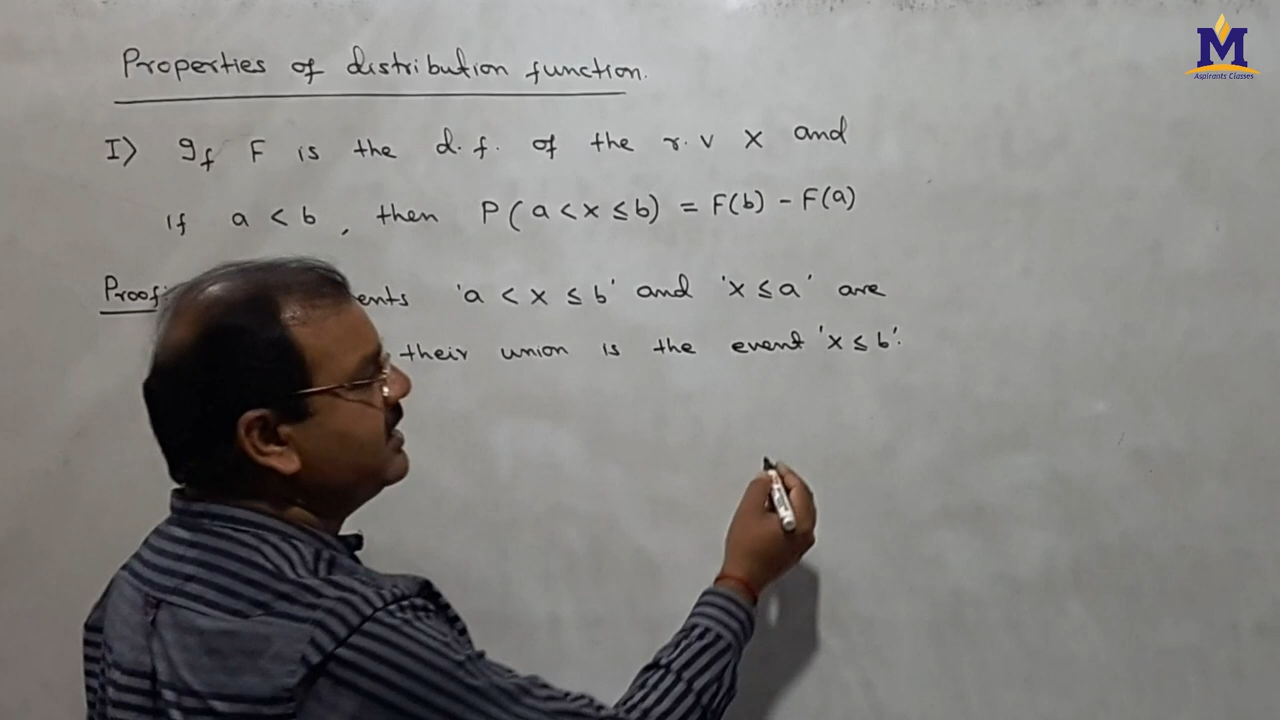 Properties of distribution function.
I) If F is the d.f. of the r.v X and
If a < b, then P(a < x ≤ b) = F(b) - F(a)
Proof: 'a < x ≤ b' and 'x ≤ a' are
their union is the event 'x ≤ b'.
M
Aspirants Classes